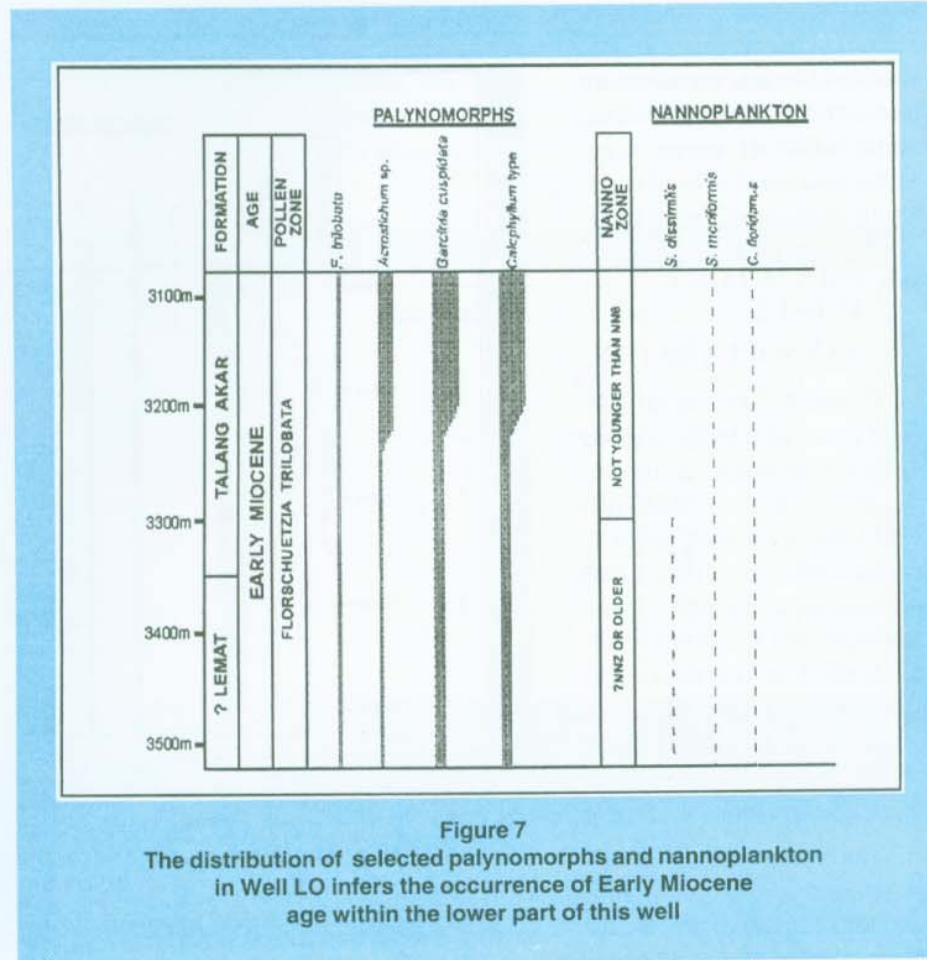 PALYNOMORPHS
NANNOPLANKTON
FORMATION
AGE
POLLEN
ZONE
F. trilobata
Acrostichum sp.
Garcinia cuspidata
Calophyllum type
NANNO
ZONE
S. dissimilis
S. moriformis
C. floridanus
3100m
3200m
3300m
3400m
3500m
TALANG AKAR
? LEMAT
EARLY MIOCENE
FLORSCHUETZIA TRILOBATA
NOT YOUNGER THAN NN8
?NN2 OR OLDER
Figure 7
The distribution of selected palynomorphs and nannoplankton
in Well LO infers the occurrence of Early Miocene
age within the lower part of this well